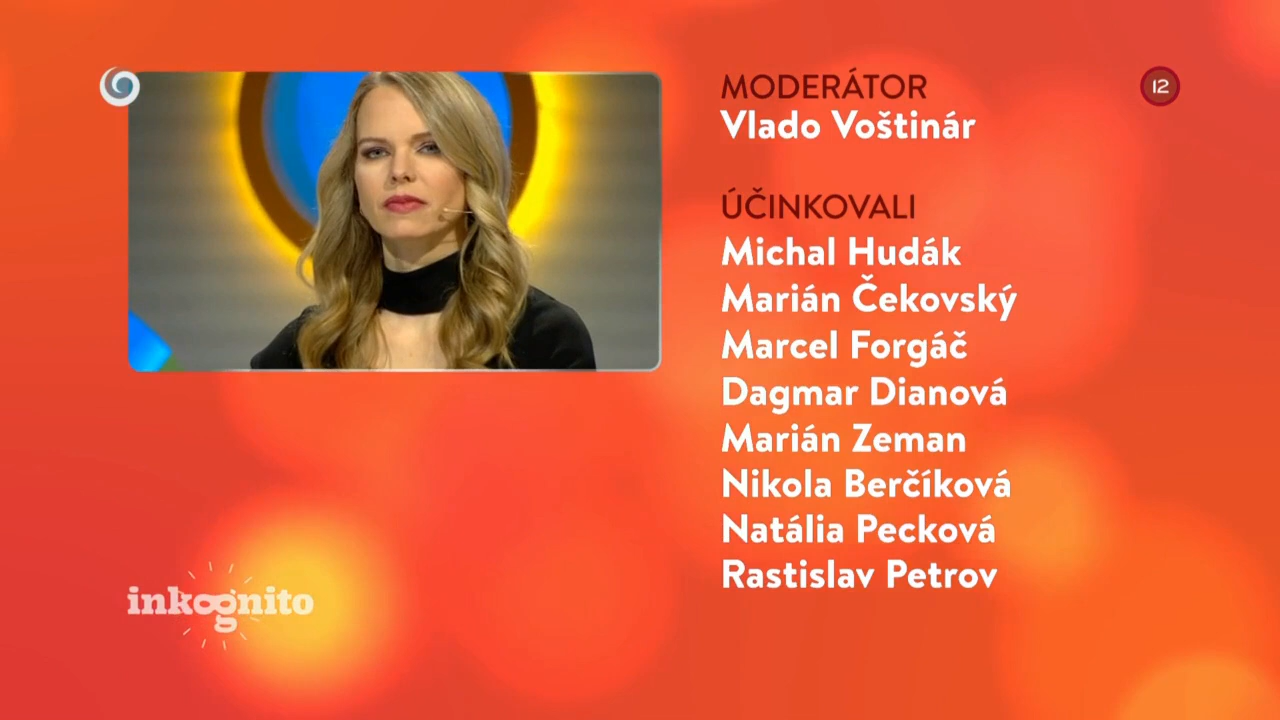 MODERÁTOR
Vlado Voštinár
12
ÚČINKOVALI
Michal Hudák
Marián Čekovský
Marcel Forgáč
Dagmar Dianová
Marián Zeman
Nikola Berčíková
Natália Pecková
Rastislav Petrov
inkognito